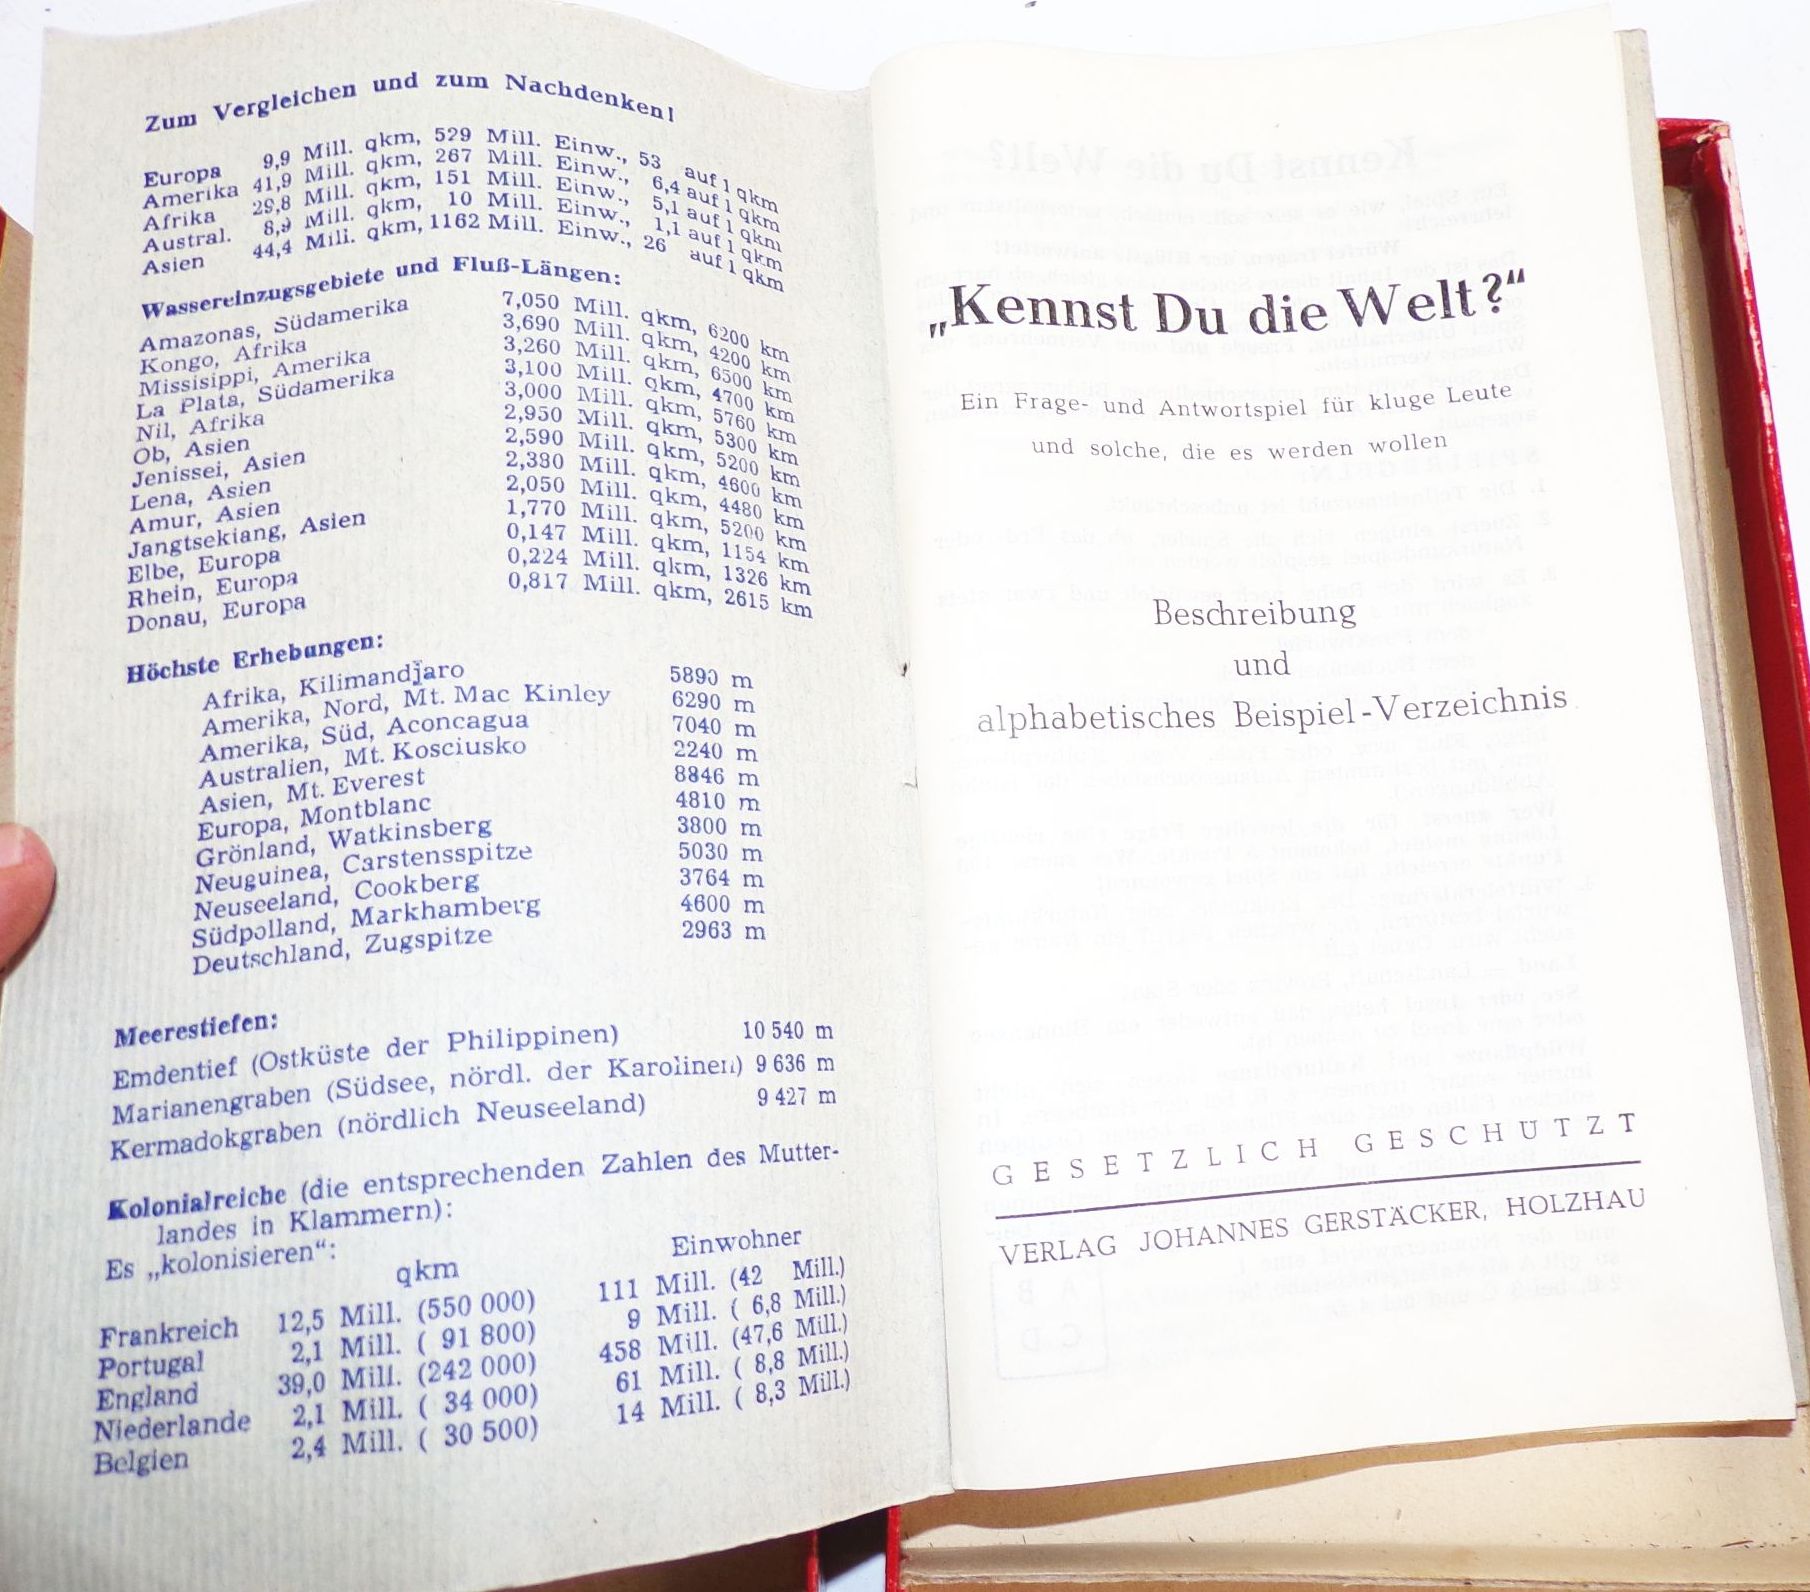 Zum Vergleichen und zum Nachdenken!
Europa 9,9 Mill. qkm, 529 Mill. Einw., 53 auf 1 qkm
Amerika 41,9 Mill. qkm, 267 Mill. Einw., 6,4 auf 1 qkm
Afrika 29,8 Mill. qkm, 151 Mill. Einw., 5,1 auf 1 qkm
Austral. 8,9 Mill. qkm, 10 Mill. Einw., 1,1 auf 1 qkm
Asien 44,4 Mill. qkm, 1162 Mill. Einw., 26 auf 1 qkm
Wassereinzugsgebiete und Fluß-Längen:
Amazonas, Südamerika 7,050 Mill. qkm, 6200 km
Kongo, Afrika 3,690 Mill. qkm, 4200 km
Missisippi, Amerika 3,260 Mill. qkm, 6500 km
La Plata, Südamerika 3,100 Mill. qkm, 4700 km
Nil, Afrika 3,000 Mill. qkm, 5760 km
Ob, Asien 2,950 Mill. qkm, 5300 km
Jenissei, Asien 2,590 Mill. qkm, 5200 km
Lena, Asien 2,380 Mill. qkm, 4600 km
Amur, Asien 2,050 Mill. qkm, 4480 km
Jangtsekiang, Asien 1,770 Mill. qkm, 5200 km
Elbe, Europa 0,147 Mill. qkm, 1154 km
Rhein, Europa 0,224 Mill. qkm, 1326 km
Donau, Europa 0,817 Mill. qkm, 2615 km
Höchste Erhebungen:
Afrika, Kilimandjaro 5890 m
Amerika, Nord, Mt. Mac Kinley 6290 m
Amerika, Süd, Aconcagua 7040 m
Australien, Mt. Kosciusko 2240 m
Asien, Mt. Everest 8846 m
Europa, Montblanc 4810 m
Grönland, Watkinsberg 3800 m
Neuguinea, Carstensspitze 5030 m
Neuseeland, Cookberg 3764 m
Südpolland, Markhamberg 4600 m
Deutschland, Zugspitze 2963 m
Meerestiefen:
Emdentief (Ostküste der Philippinen) 10 540 m
Marianengraben (Südsee, nördl. der Karolinen) 9 636 m
Kermadokgraben (nördlich Neuseeland) 9 427 m
Kolonialreiche (die entsprechenden Zahlen des Mutter-
landes in Klammern):
Es „kolonisieren“:
qkm Einwohner
Frankreich 12,5 Mill. (550 000) 111 Mill. (42 Mill.)
Portugal 2,1 Mill. ( 91 800) 9 Mill. ( 6,8 Mill.)
England 39,0 Mill. (242 000) 458 Mill. (47,6 Mill.)
Niederlande 2,1 Mill. ( 34 000) 61 Mill. ( 8,8 Mill.)
Belgien 2,4 Mill. ( 30 500) 14 Mill. ( 8,3 Mill.)
„Kennst Du die Welt?“
Ein Frage- und Antwortspiel für kluge Leute
und solche, die es werden wollen
Beschreibung
und
alphabetisches Beispiel-Verzeichnis
GESETZLICH GESCHUTZT
VERLAG JOHANNES GERSTÄCKER, HOLZHAU